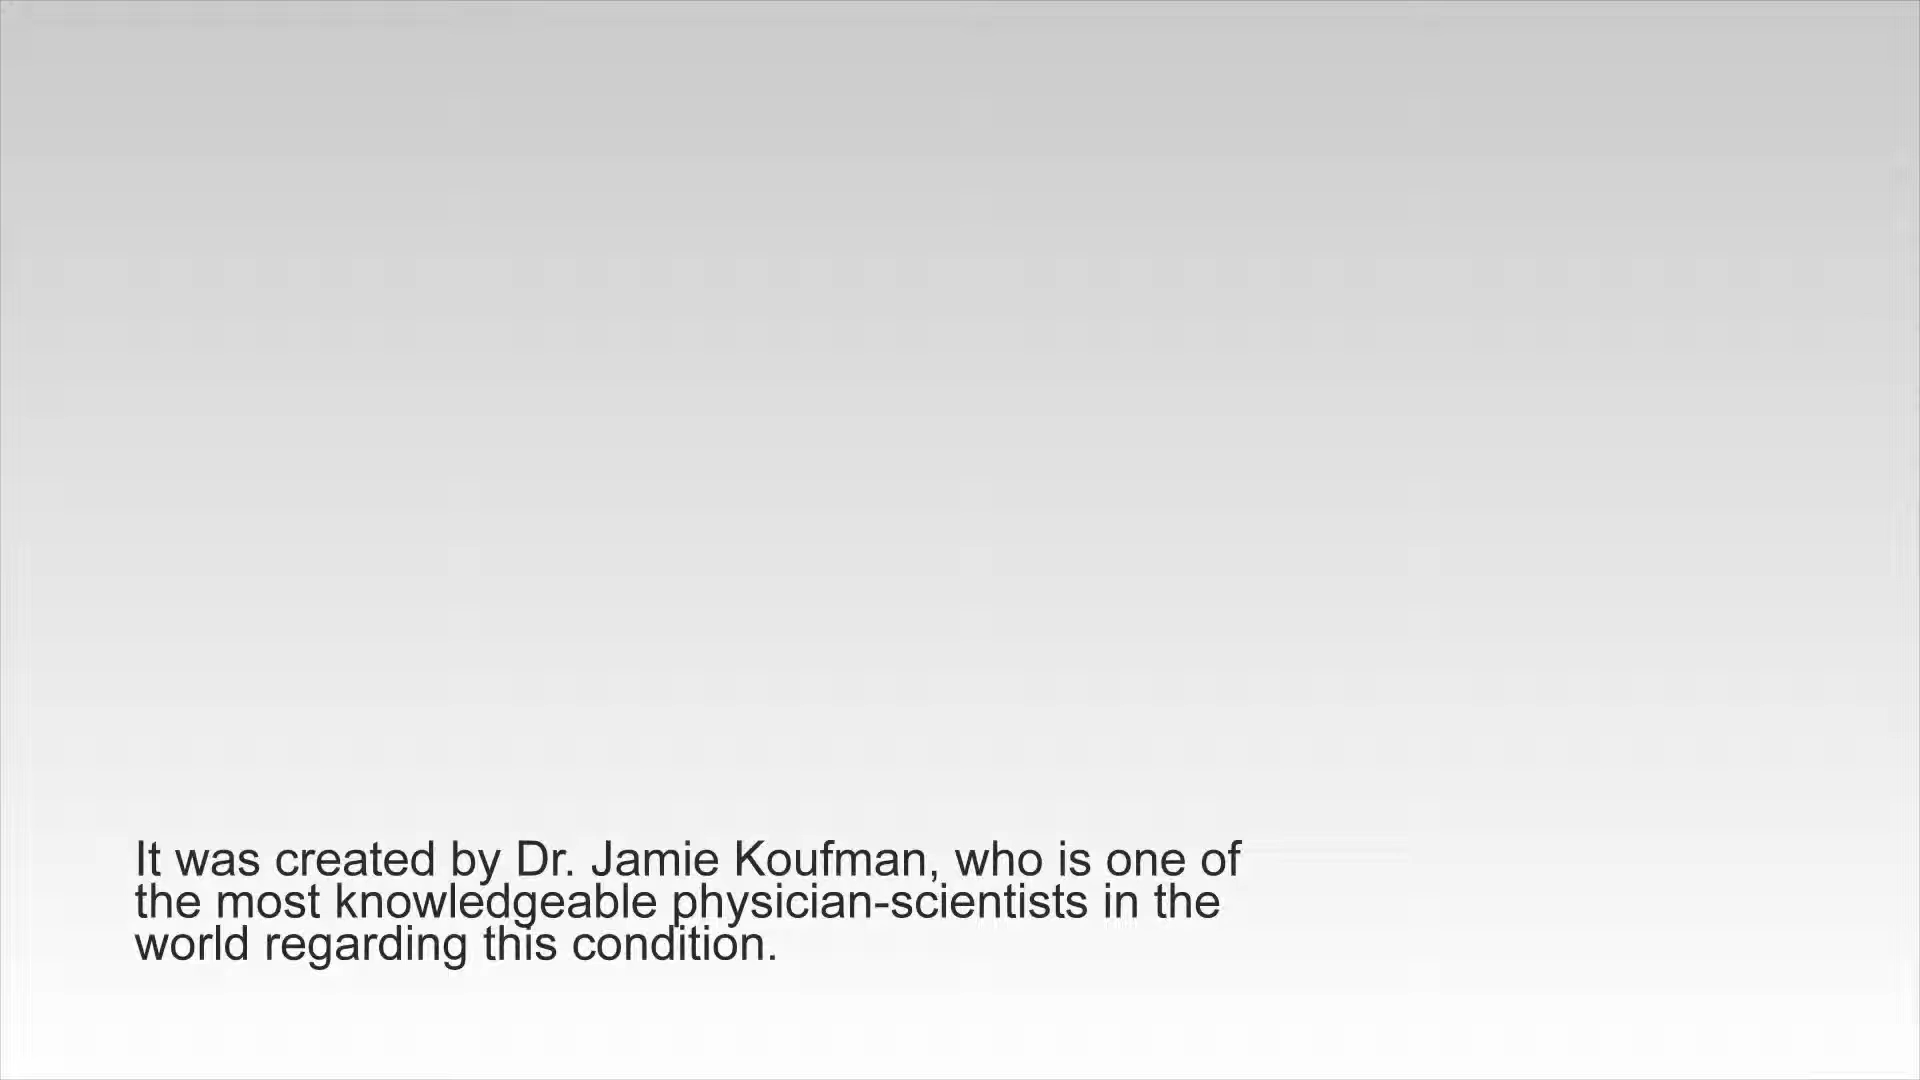 It was created by Dr. Jamie Koufman, who is one of
the most knowledgeable physician-scientists in the
world regarding this condition.